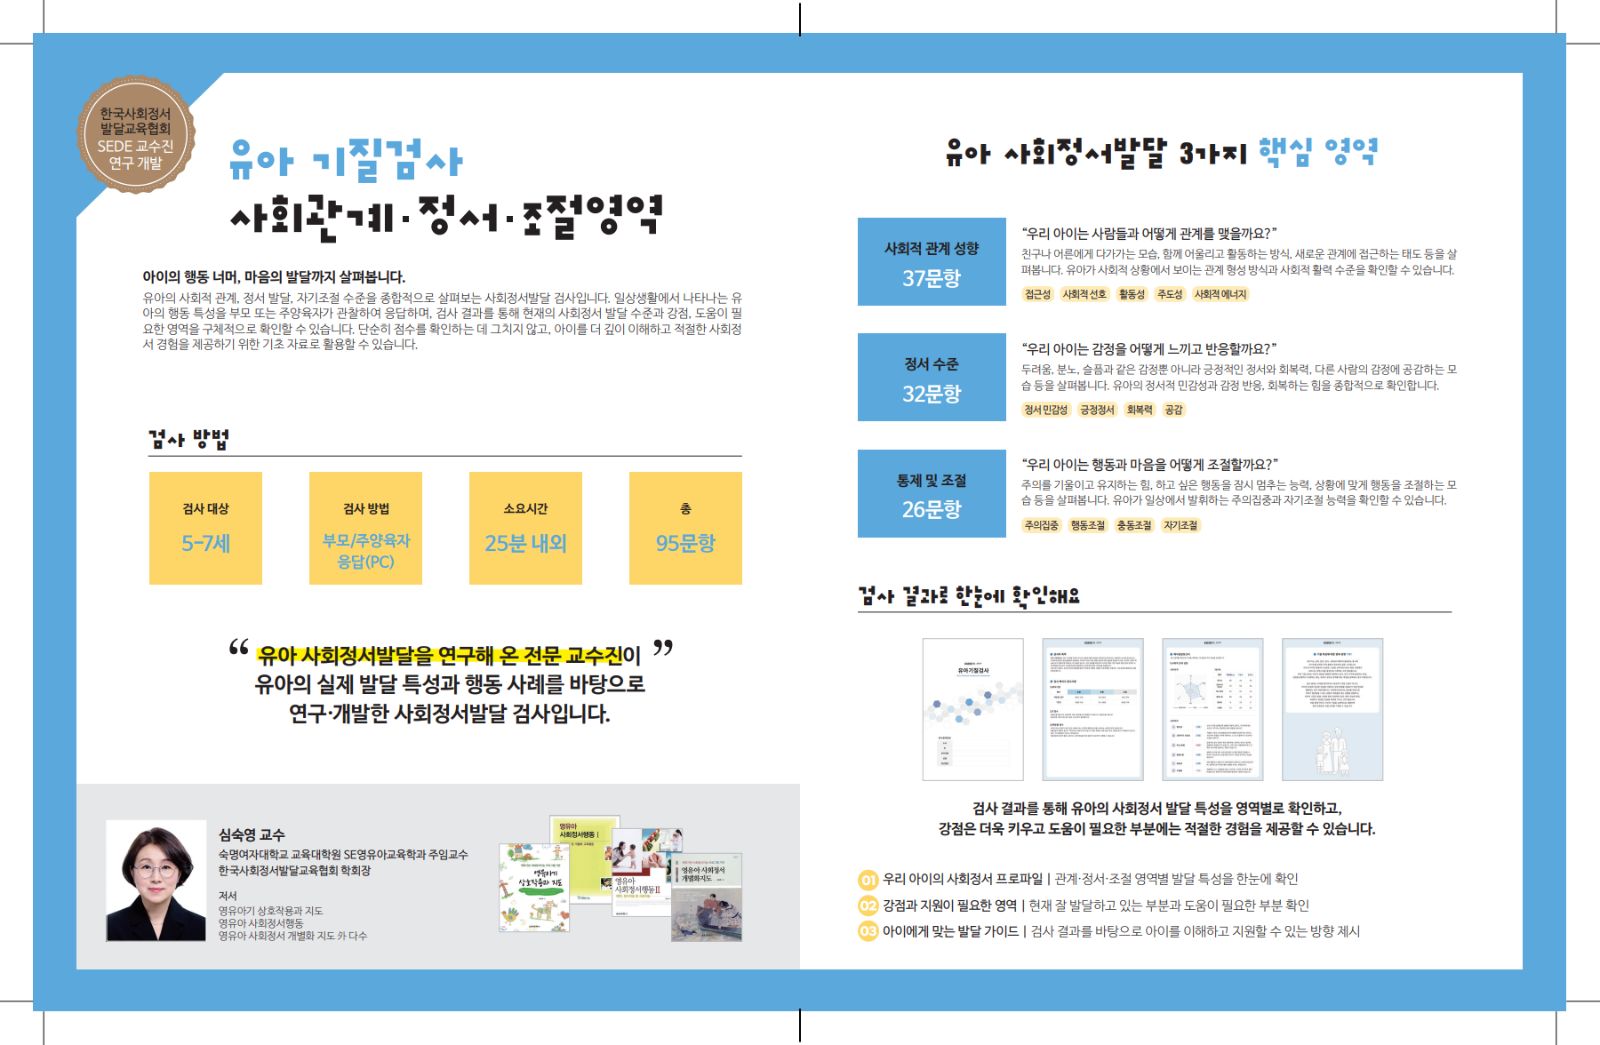 한국사회정서
발달교육협회
SEDE 교수진
연구 개발
유아 기질검사
사회관계·정서·조절영역
아이의 행동 너머, 마음의 발달까지 살펴봅니다.
유아의 사회적 관계, 정서 발달, 자기조절 수준을 종합적으로 살펴보는 사회정서발달 검사입니다. 일상생활에서 나타나는 유
아의 행동 특성을 부모 또는 주양육자가 관찰하여 응답하며, 검사 결과를 통해 현재의 사회정서 발달 수준과 강점, 도움이 필
요한 영역을 구체적으로 확인할 수 있습니다. 단순히 점수를 확인하는 데 그치지 않고, 아이를 더 깊이 이해하고 적절한 사회정
서 경험을 제공하기 위한 기초 자료로 활용할 수 있습니다.
검사 방법
검사 대상
5-7세
검사 방법
부모/주양육자
응답(PC)
소요시간
25분 내외
총
95문항
“유아 사회정서발달을 연구해 온 전문 교수진이”
유아의 실제 발달 특성과 행동 사례를 바탕으로
연구·개발한 사회정서발달 검사입니다.
심숙영 교수
숙명여자대학교 교육대학원 SE영유아교육학과 주임교수
한국사회정서발달교육협회 학회장
저서
영유아기 상호작용과 지도
영유아 사회정서행동
영유아 사회정서 개별화 지도 外 다수
영유아기
상호작용과 지도
영유아
사회정서행동 I
영유아
사회정서행동 II
영유아 사회정서
개별화지도
유아 사회정서발달 3가지 핵심 영역
사회적 관계 성향
37문항
“우리 아이는 사람들과 어떻게 관계를 맺을까요?”
친구나 어른에게 다가가는 모습, 함께 어울리고 활동하는 방식, 새로운 관계에 접근하는 태도 등을 살
펴봅니다. 유아가 사회적 상황에서 보이는 관계 형성 방식과 사회적 활력 수준을 확인할 수 있습니다.
접근성 사회적 선호 활동성 주도성 사회적 에너지
정서 수준
32문항
“우리 아이는 감정을 어떻게 느끼고 반응할까요?”
두려움, 분노, 슬픔과 같은 감정뿐 아니라 긍정적인 정서와 회복력, 다른 사람의 감정에 공감하는 모
습 등을 살펴봅니다. 유아의 정서적 민감성과 감정 반응, 회복하는 힘을 종합적으로 확인합니다.
정서 민감성 긍정정서 회복력 공감
통제 및 조절
26문항
“우리 아이는 행동과 마음을 어떻게 조절할까요?”
주의를 기울이고 유지하는 힘, 하고 싶은 행동을 잠시 멈추는 능력, 상황에 맞게 행동을 조절하는 모
습 등을 살펴봅니다. 유아가 일상에서 발휘하는 주의집중과 자기조절 능력을 확인할 수 있습니다.
주의집중 행동조절 충동조절 자기조절
검사 결과로 한눈에 확인해요
유아기질검사
검사 결과를 통해 유아의 사회정서 발달 특성을 영역별로 확인하고,
강점은 더욱 키우고 도움이 필요한 부분에는 적절한 경험을 제공할 수 있습니다.
01 우리 아이의 사회정서 프로파일 | 관계·정서·조절 영역별 발달 특성을 한눈에 확인
02 강점과 지원이 필요한 영역 | 현재 잘 발달하고 있는 부분과 도움이 필요한 부분 확인
03 아이에게 맞는 발달 가이드 | 검사 결과를 바탕으로 아이를 이해하고 지원할 수 있는 방향 제시